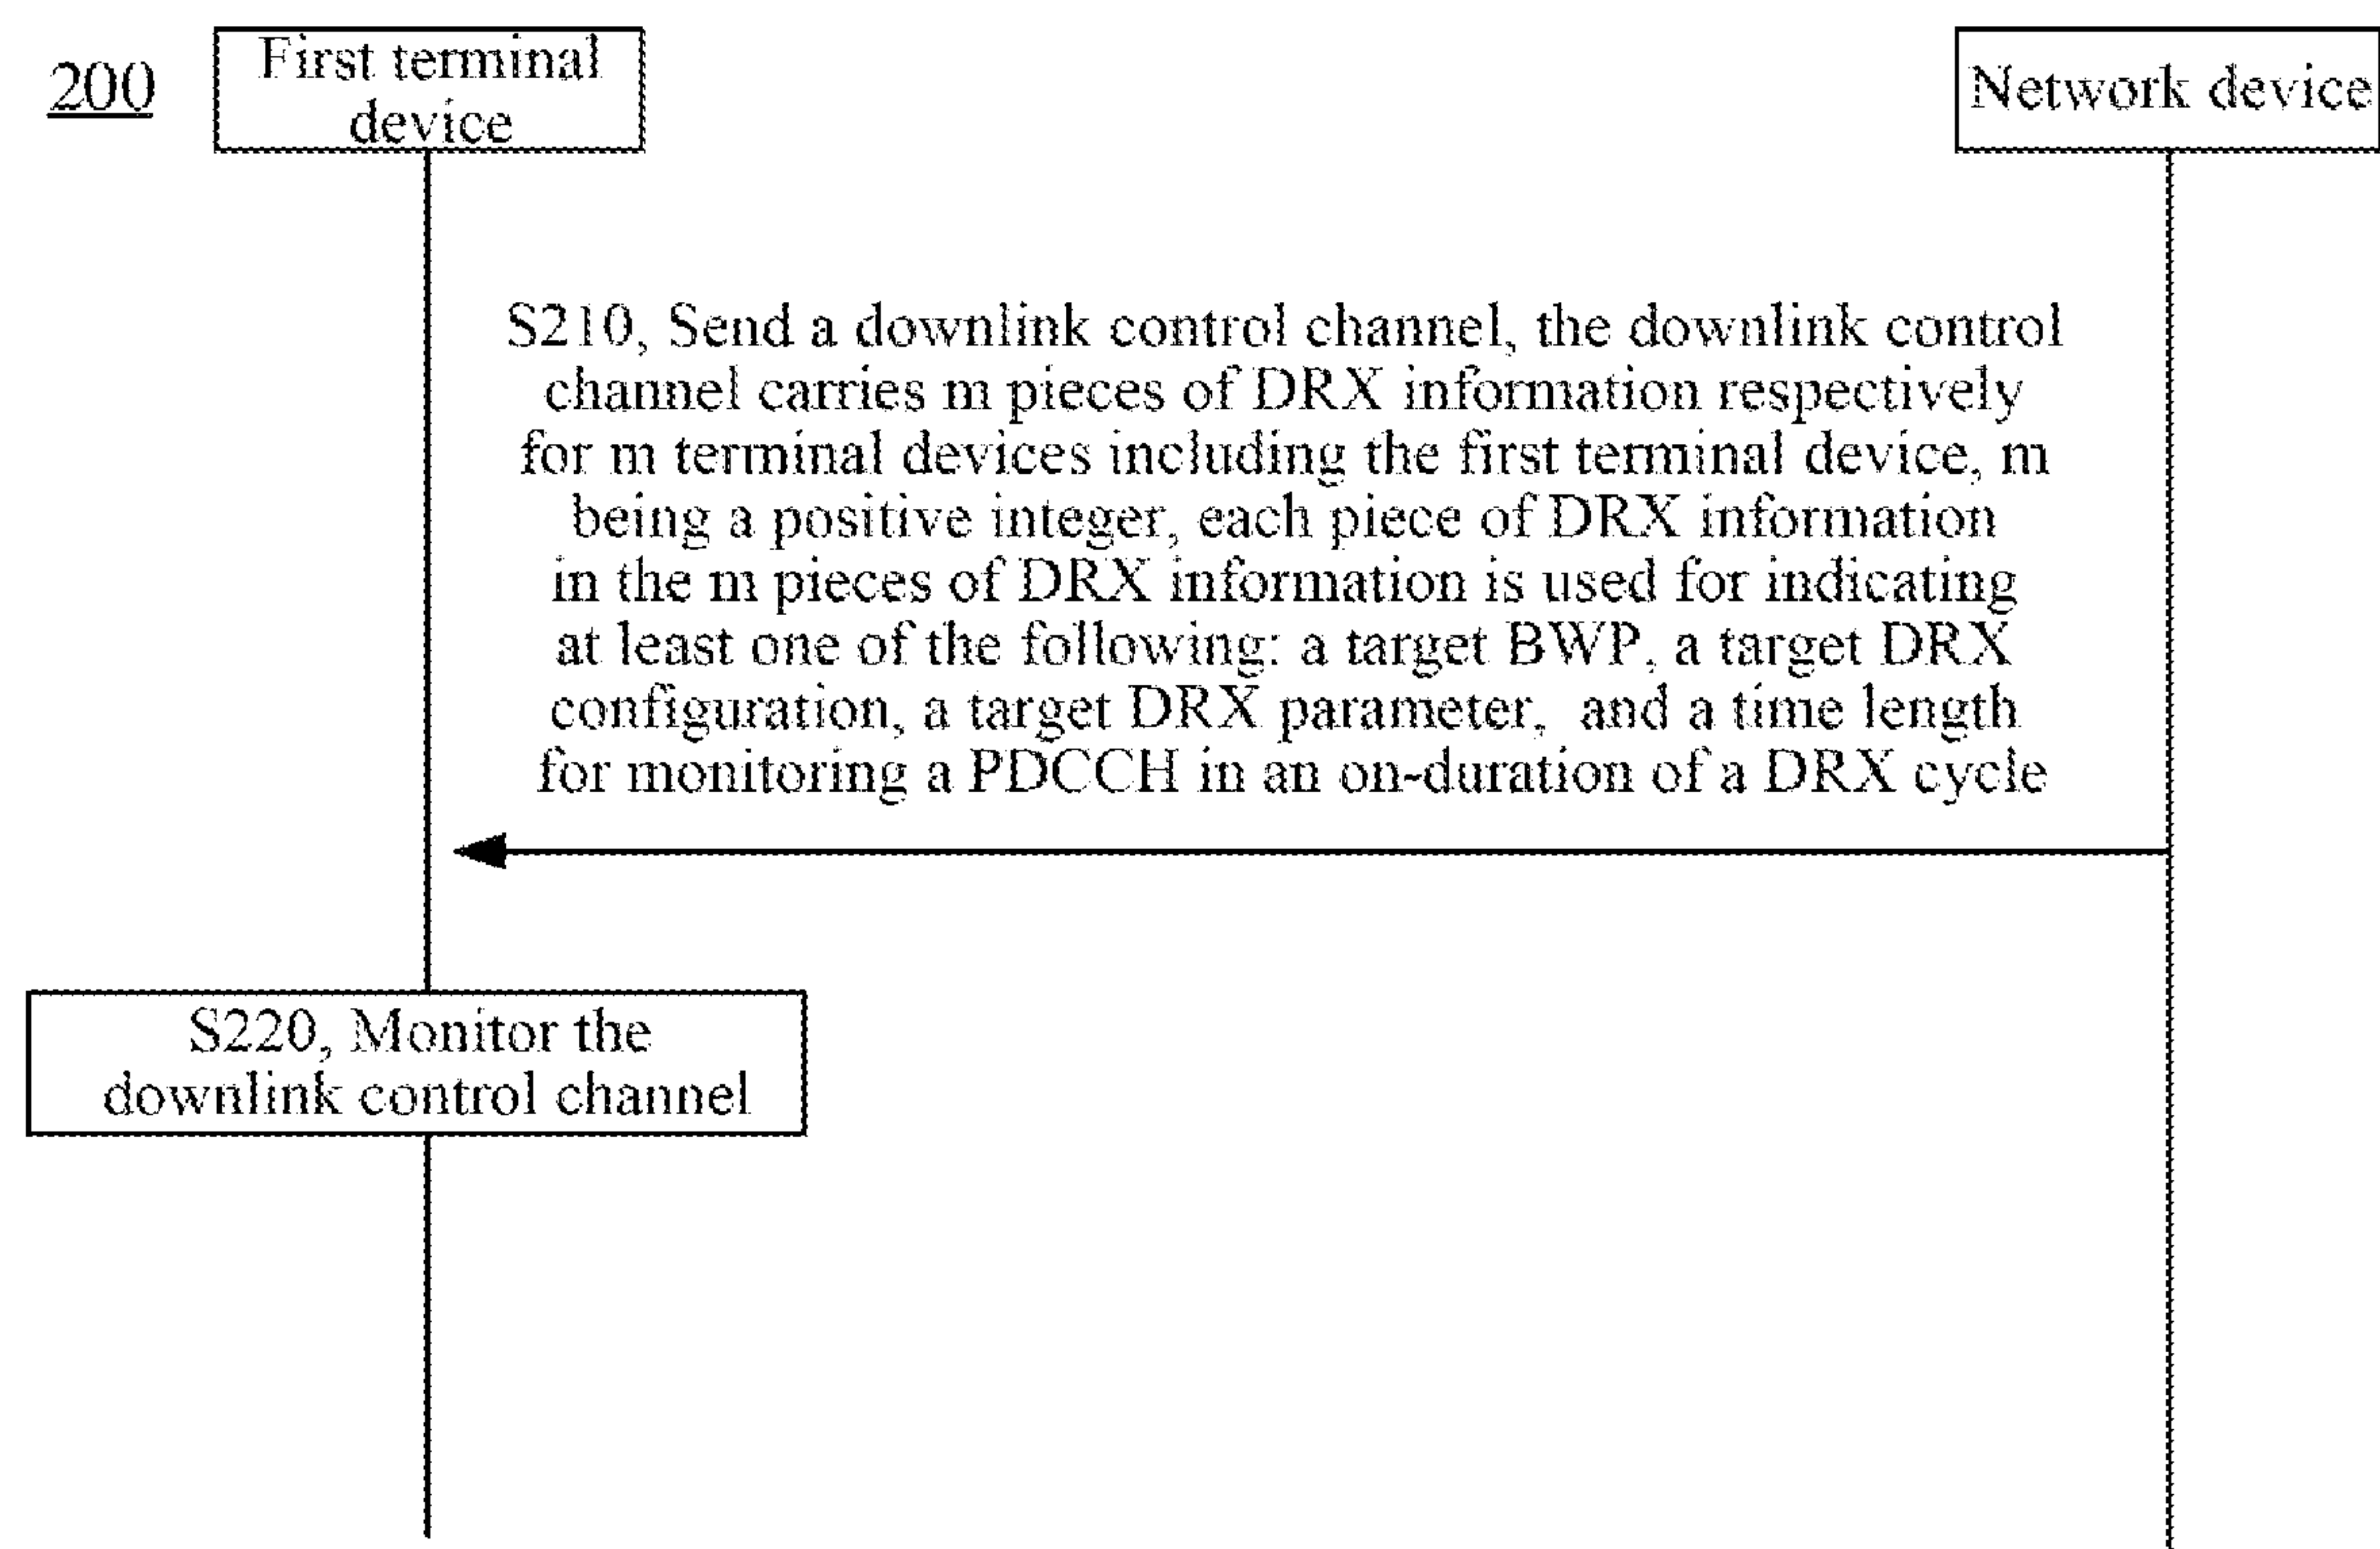 200
First terminal
device
Network device
S210, Send a downlink control channel, the downlink control
channel carries m pieces of DRX information respectively
for m terminal devices including the first terminal device, m
being a positive integer, each piece of DRX information
in the m pieces of DRX information is used for indicating
at least one of the following: a target BWP, a target DRX
configuration, a target DRX parameter, and a time length
for monitoring a PDCCH in an on-duration of a DRX cycle
S220, Monitor the
downlink control channel